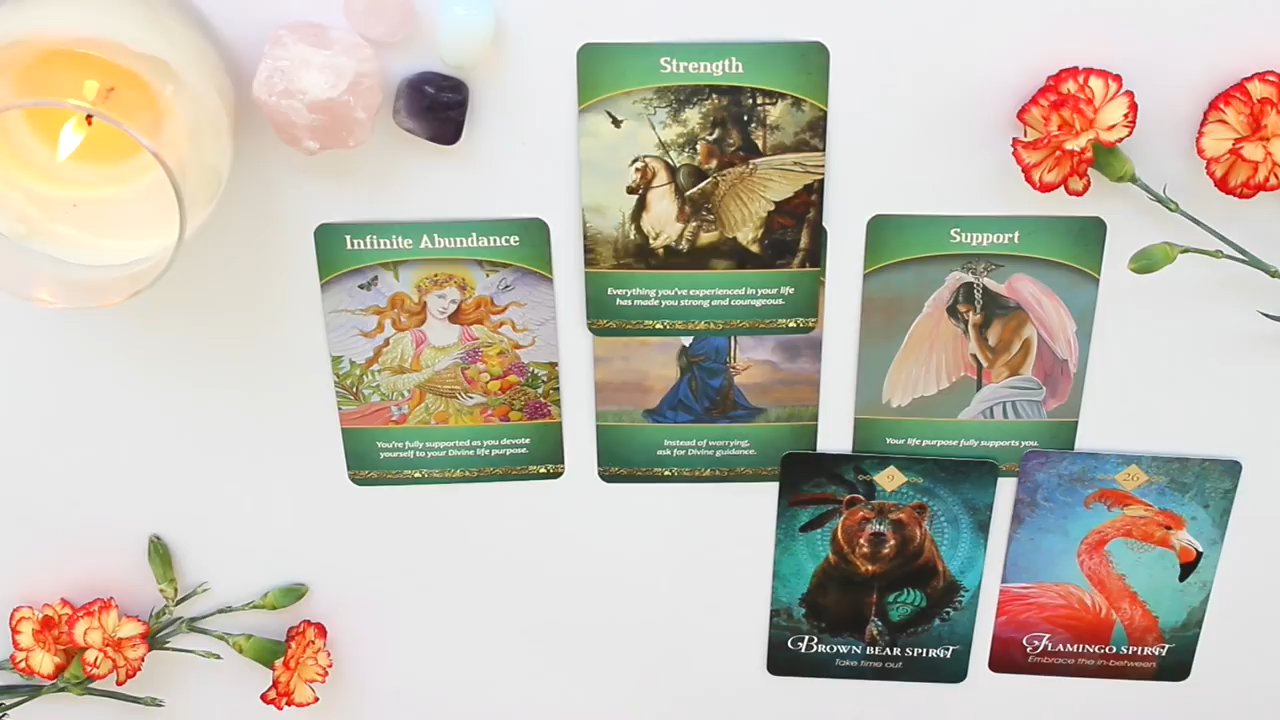 Strength
Everything you've experienced in your life
has made you strong and courageous.
Infinite Abundance
You're fully supported as you devote
yourself to your Divine life purpose.
Instead of worrying,
ask for Divine guidance.
Support
Your life purpose fully supports you.
9
BROWN BEAR SPIRIT
Take time out.
26
FLAMINGO SPIRIT
Embrace the in-between.